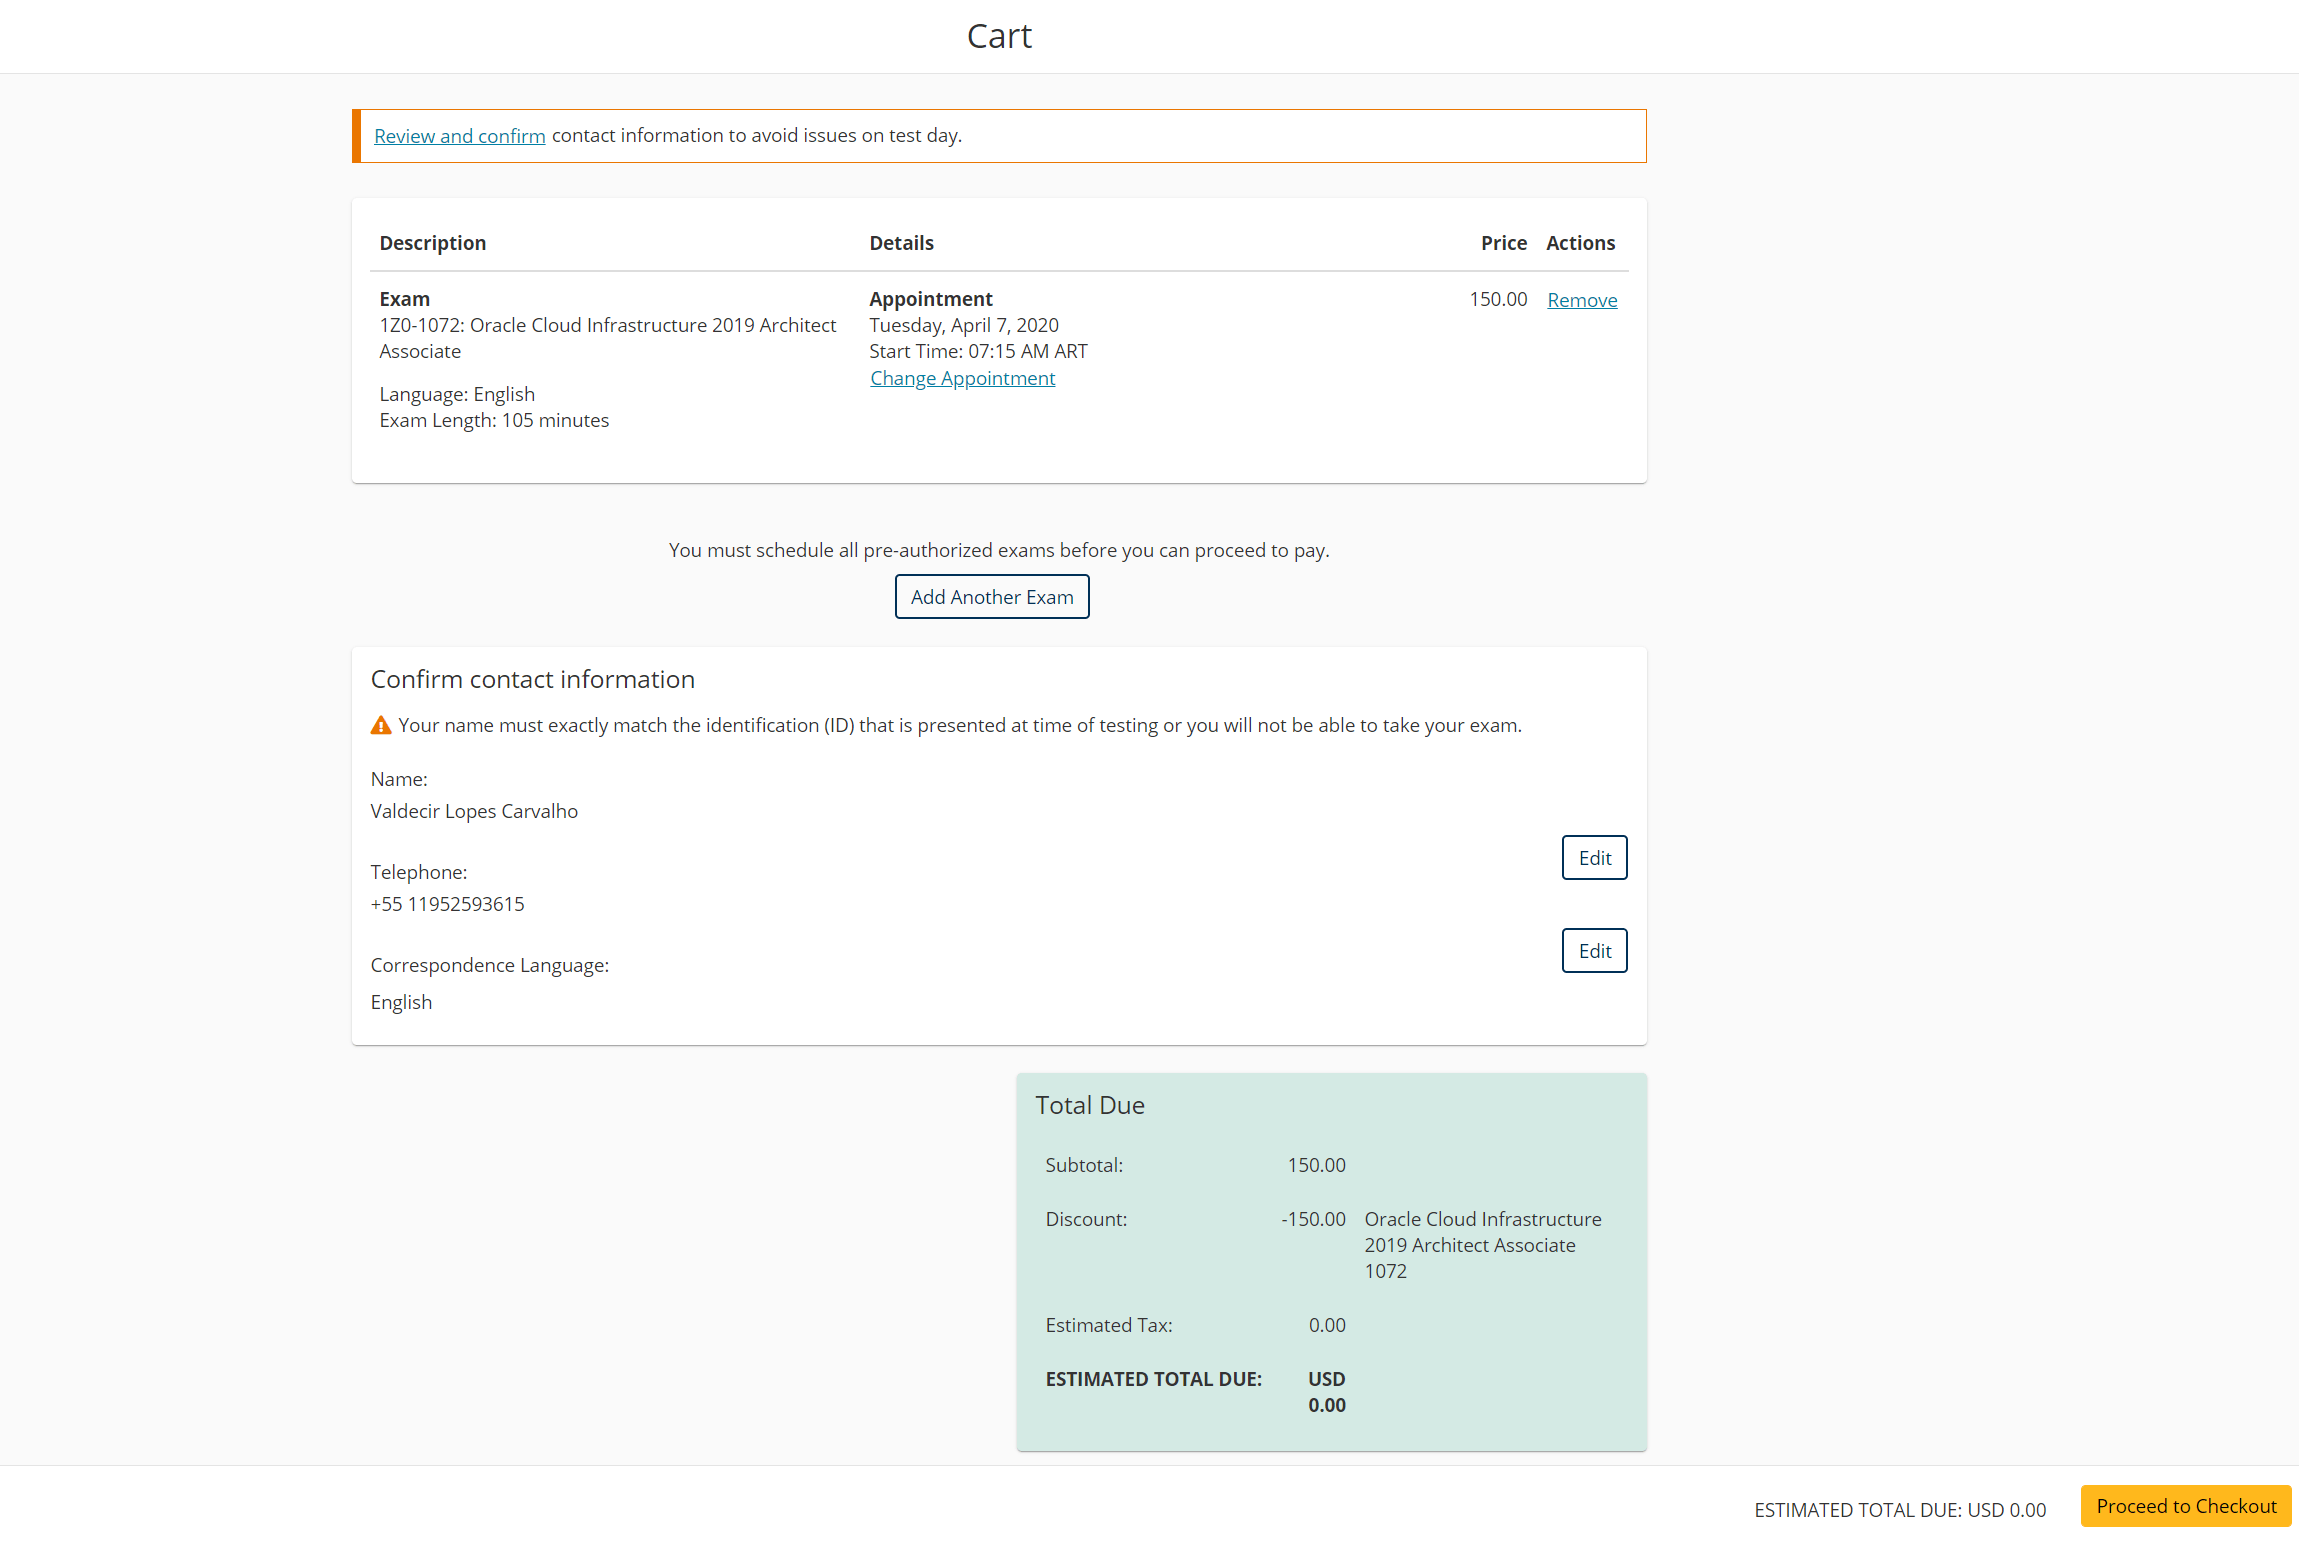 Cart
Review and confirm contact information to avoid issues on test day.
Description Details Price Actions
Exam
1Z0-1072: Oracle Cloud Infrastructure 2019 Architect
Associate
Language: English
Exam Length: 105 minutes
Appointment
Tuesday, April 7, 2020
Start Time: 07:15 AM ART
Change Appointment
150.00 Remove
You must schedule all pre-authorized exams before you can proceed to pay.
Add Another Exam
Confirm contact information
Your name must exactly match the identification (ID) that is presented at time of testing or you will not be able to take your exam.
Name:
Valdecir Lopes Carvalho
Edit
Telephone:
+55 11952593615
Edit
Correspondence Language:
English
Total Due
Subtotal: 150.00
Discount: -150.00 Oracle Cloud Infrastructure
2019 Architect Associate
1072
Estimated Tax: 0.00
ESTIMATED TOTAL DUE: USD
0.00
ESTIMATED TOTAL DUE: USD 0.00 Proceed to Checkout